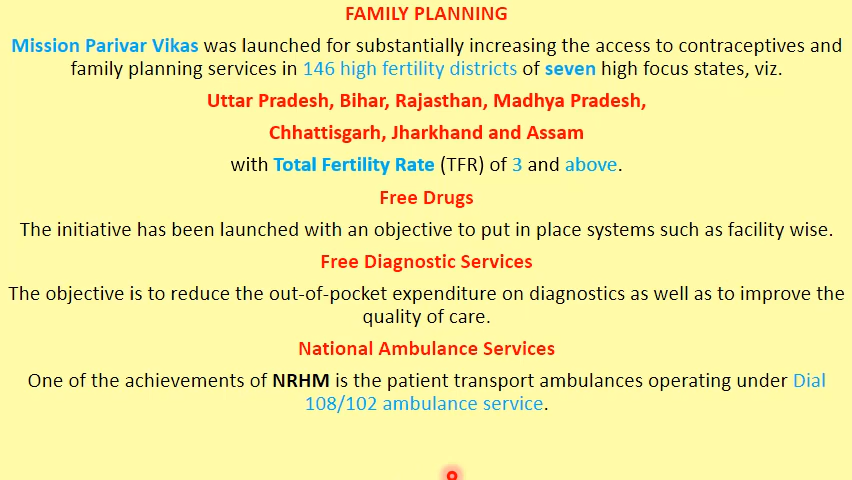 FAMILY PLANNING
Mission Parivar Vikas was launched for substantially increasing the access to contraceptives and
family planning services in 146 high fertility districts of seven high focus states, viz.
Uttar Pradesh, Bihar, Rajasthan, Madhya Pradesh,
Chhattisgarh, Jharkhand and Assam
with Total Fertility Rate (TFR) of 3 and above.
Free Drugs
The initiative has been launched with an objective to put in place systems such as facility wise.
Free Diagnostic Services
The objective is to reduce the out-of-pocket expenditure on diagnostics as well as to improve the
quality of care.
National Ambulance Services
One of the achievements of NRHM is the patient transport ambulances operating under Dial
108/102 ambulance service.